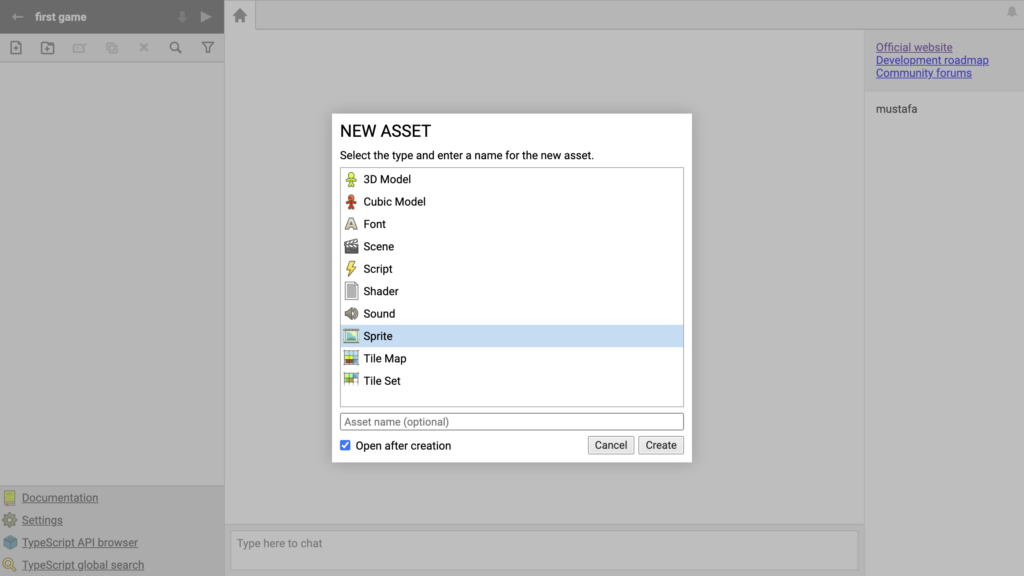 first game
Official website
Development roadmap
Community forums
mustafa
NEW ASSET
Select the type and enter a name for the new asset.
3D Model
Cubic Model
Font
Scene
Script
Shader
Sound
Sprite
Tile Map
Tile Set
Asset name (optional)
Open after creation
Cancel
Create
Documentation
Settings
TypeScript API browser
TypeScript global search
Type here to chat